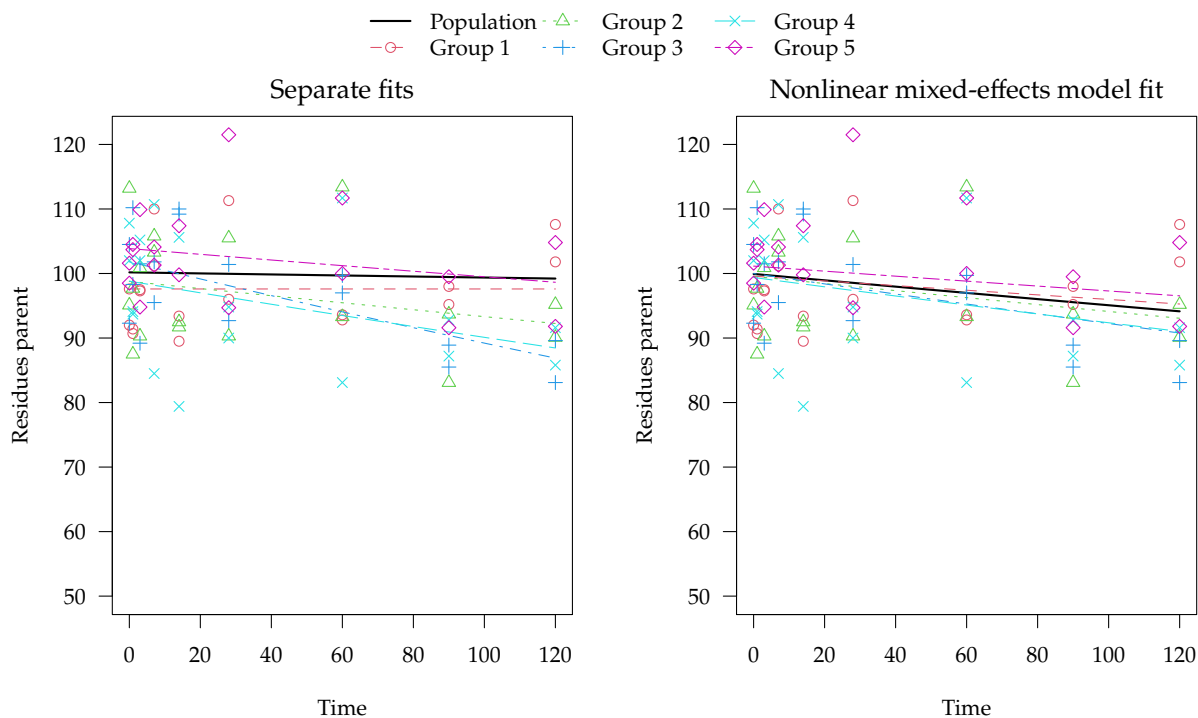 Population Group 2 Group 4
Group 1 Group 3 Group 5
Separate fits
Residues parent
120
110
100
90
80
70
60
50
0 20 40 60 80 100 120
Time
Nonlinear mixed-effects model fit
Residues parent
120
110
100
90
80
70
60
50
0 20 40 60 80 100 120
Time